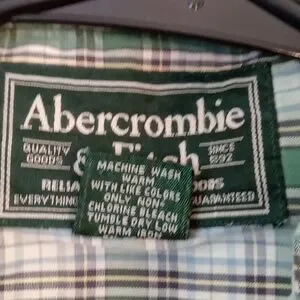 Abercrombie
QUALITY GOODS
& Fitch
SINCE 1892
RELIA
EVERYTHIN
GUARANTEED
MACHINE WASH
WARM
WITH LIKE COLORS
ONLY NON
CHLORINE BLEACH
TUMBLE DRY LOW
WARM IRON